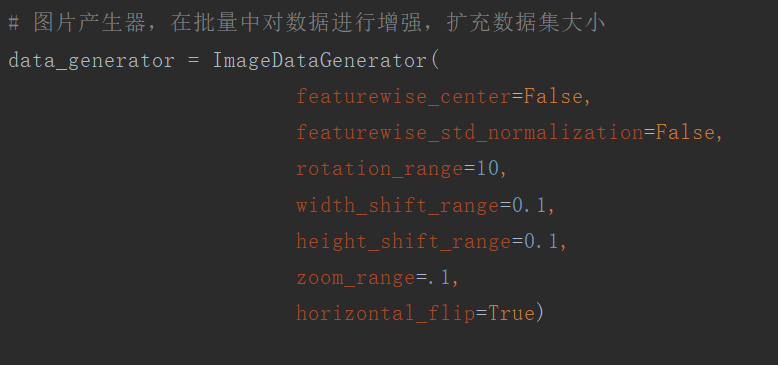 # 图片产生器，在批量中对数据进行增强，扩充数据集大小
data_generator = ImageDataGenerator(
featurewise_center=False,
featurewise_std_normalization=False,
rotation_range=10,
width_shift_range=0.1,
height_shift_range=0.1,
zoom_range=.1,
horizontal_flip=True)